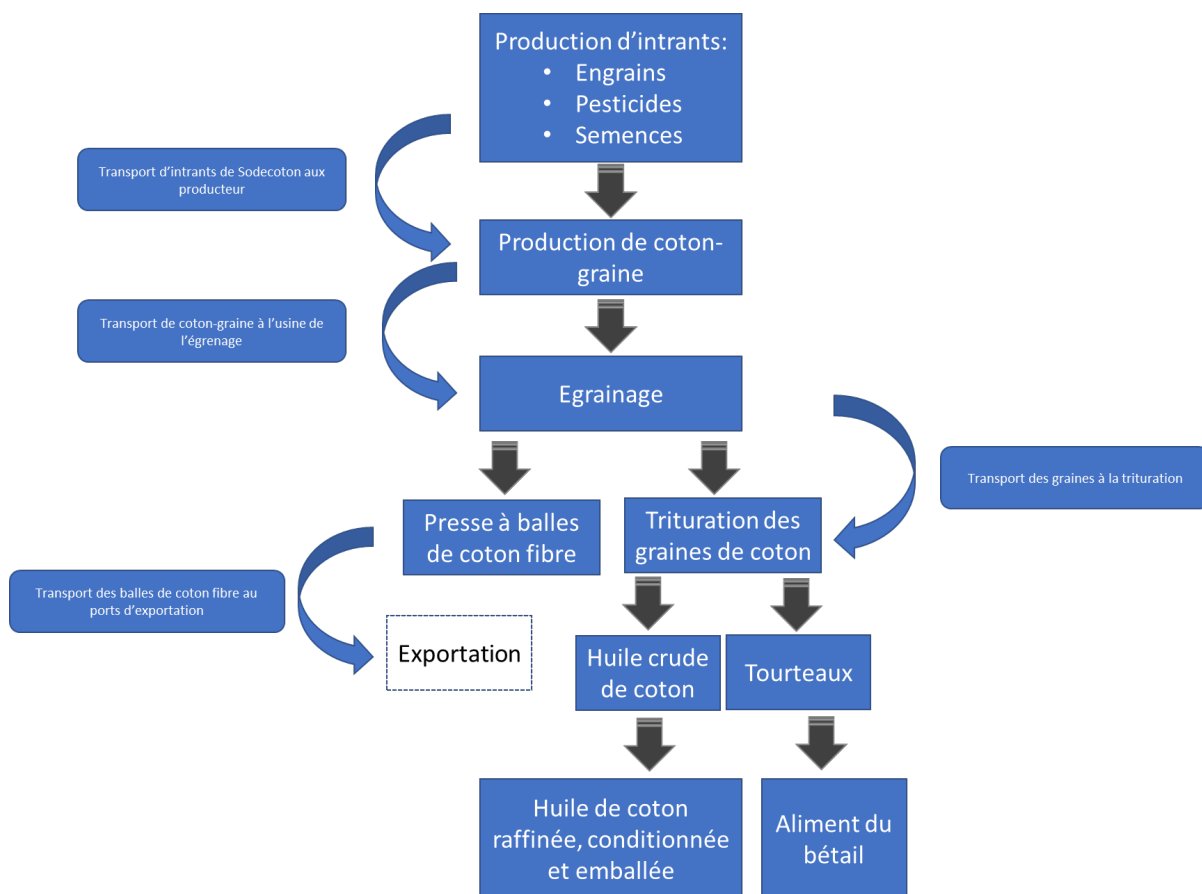 Production d'intrants:
• Engrains
• Pesticides
• Semences
Transport d'intrants de Sodecoton aux
producteur
Production de coton-
graine
Transport de coton-graine à l'usine de
l'égrenage
Egrainage
Transport des graines à la trituration
Presse à balles
de coton fibre
Trituration des
graines de coton
Transport des balles de coton fibre au
ports d'exportation
Exportation
Huile crude
de coton
Tourteaux
Huile de coton
raffinée, conditionnée
et emballée
Aliment du
bétail